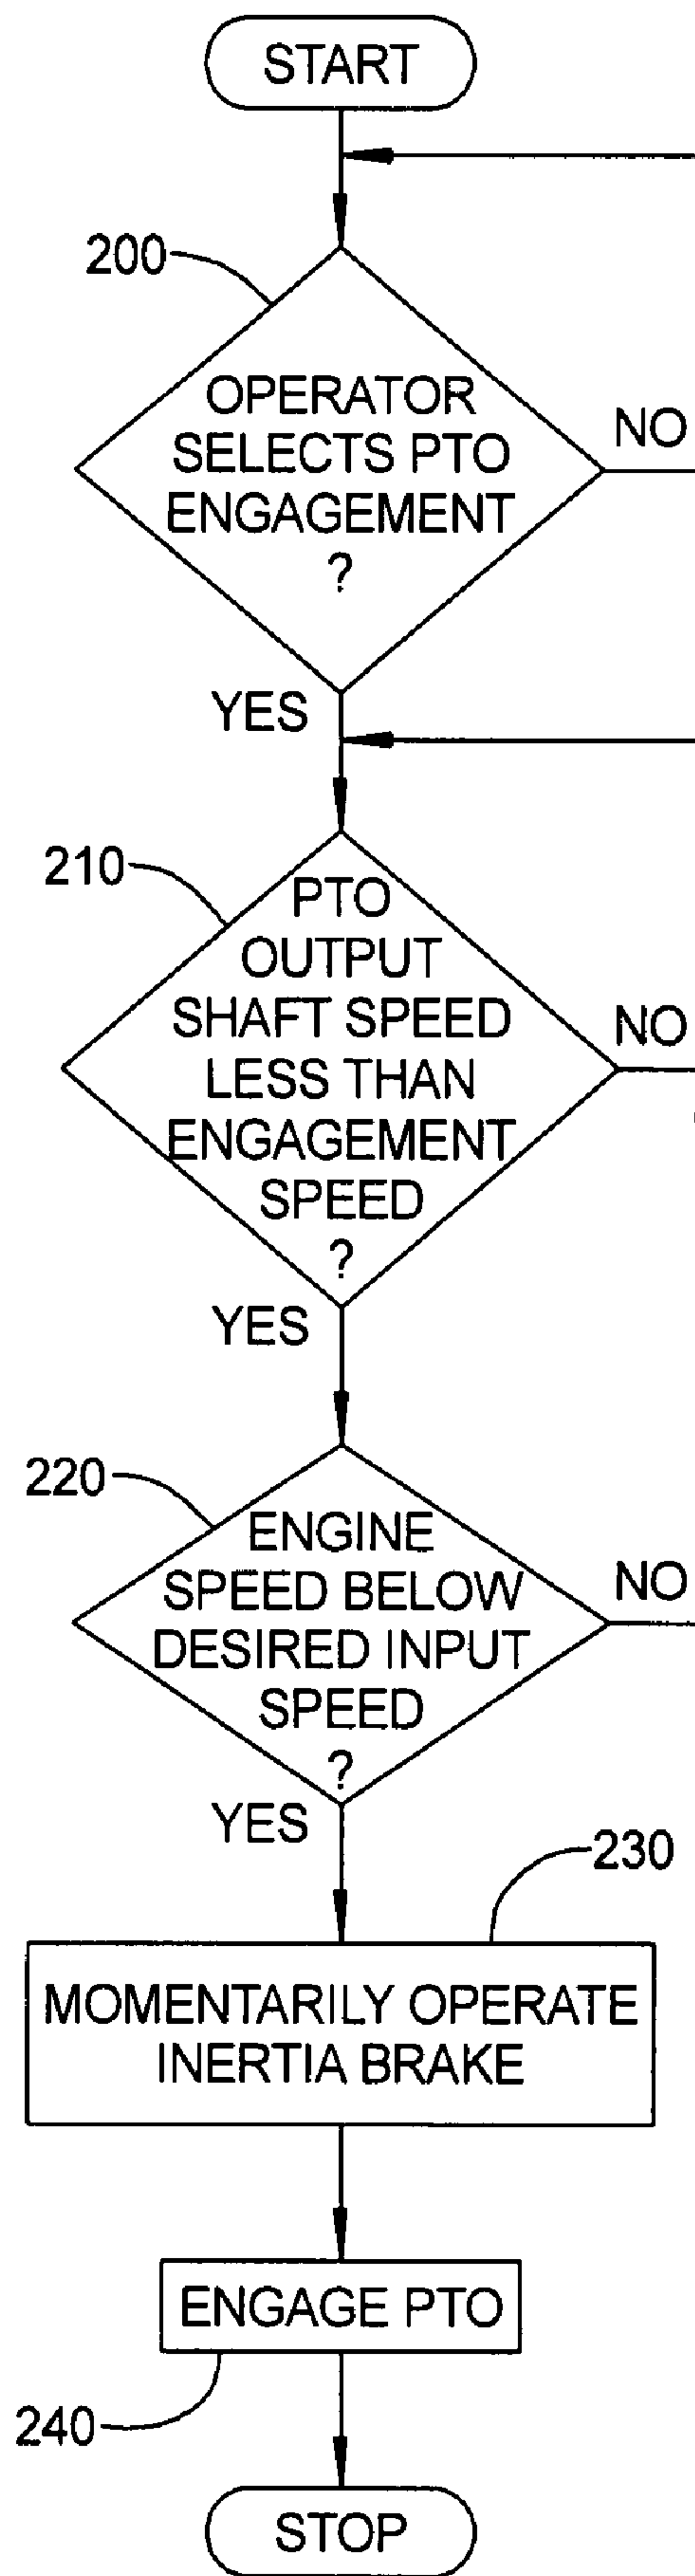 START
200
OPERATOR
SELECTS PTO
ENGAGEMENT
?
NO
YES
210
PTO
OUTPUT
SHAFT SPEED
LESS THAN
ENGAGEMENT
SPEED
?
NO
YES
220
ENGINE
SPEED BELOW
DESIRED INPUT
SPEED
?
NO
YES
230
MOMENTARILY OPERATE
INERTIA BRAKE
ENGAGE PTO
240
STOP